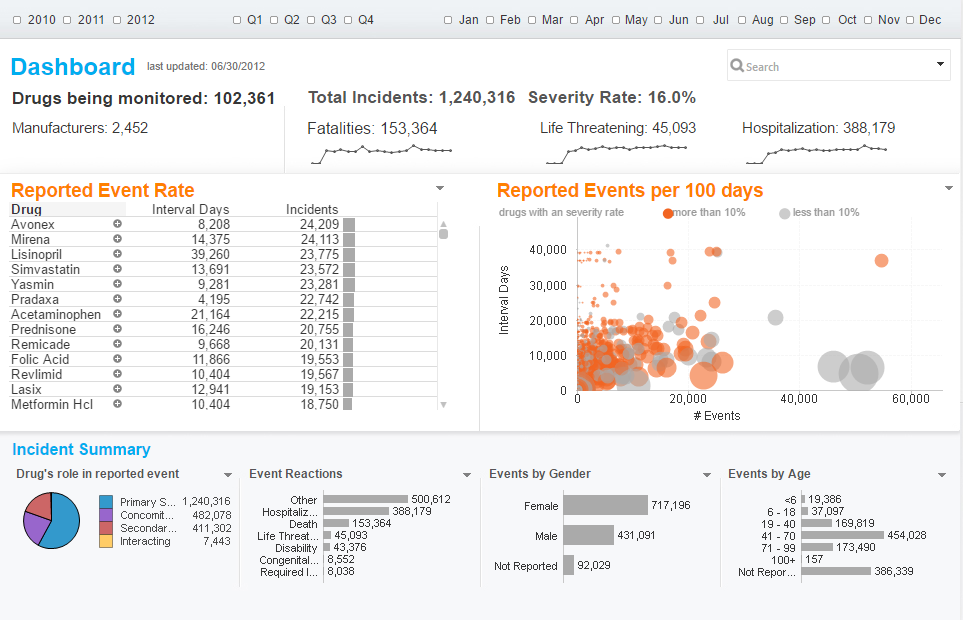 2010 2011 2012 Q1 Q2 Q3 Q4 Jan Feb Mar Apr May Jun Jul Aug Sep Oct Nov Dec
Dashboard last updated: 06/30/2012
Search
Drugs being monitored: 102,361 Total Incidents: 1,240,316 Severity Rate: 16.0%
Manufacturers: 2,452 Fatalities: 153,364 Life Threatening: 45,093 Hospitalization: 388,179
Reported Event Rate
Drug Interval Days Incidents
Avonex 8,208 24,209
Mirena 14,375 24,113
Lisinopril 39,260 23,775
Simvastatin 13,691 23,572
Yasmin 9,281 23,281
Pradaxa 4,195 22,742
Acetaminophen 21,164 22,215
Prednisone 16,246 20,755
Remicade 9,668 20,131
Folic Acid 11,866 19,553
Revlimid 10,404 19,567
Lasix 12,941 19,153
Metformin Hcl 10,404 18,750
Reported Events per 100 days
drugs with an severity rate more than 10% less than 10%
Interval Days
40,000
30,000
20,000
10,000
0
0 20,000 40,000 60,000
# Events
Incident Summary
Drug's role in reported event
Primary S... 1,240,316
Concomit... 482,078
Secondar... 411,302
Interacting 7,443
Event Reactions
Other 500,612
Hospitaliz... 388,179
Death 153,364
Life Threat... 45,093
Disability 43,376
Congenital... 8,552
Required I... 8,038
Events by Gender
Female 717,196
Male 431,091
Not Reported 92,029
Events by Age
<6 19,386
6 - 18 37,097
19 - 40 169,819
41 - 70 454,028
71 - 99 173,490
100+ 157
Not Repor... 386,339